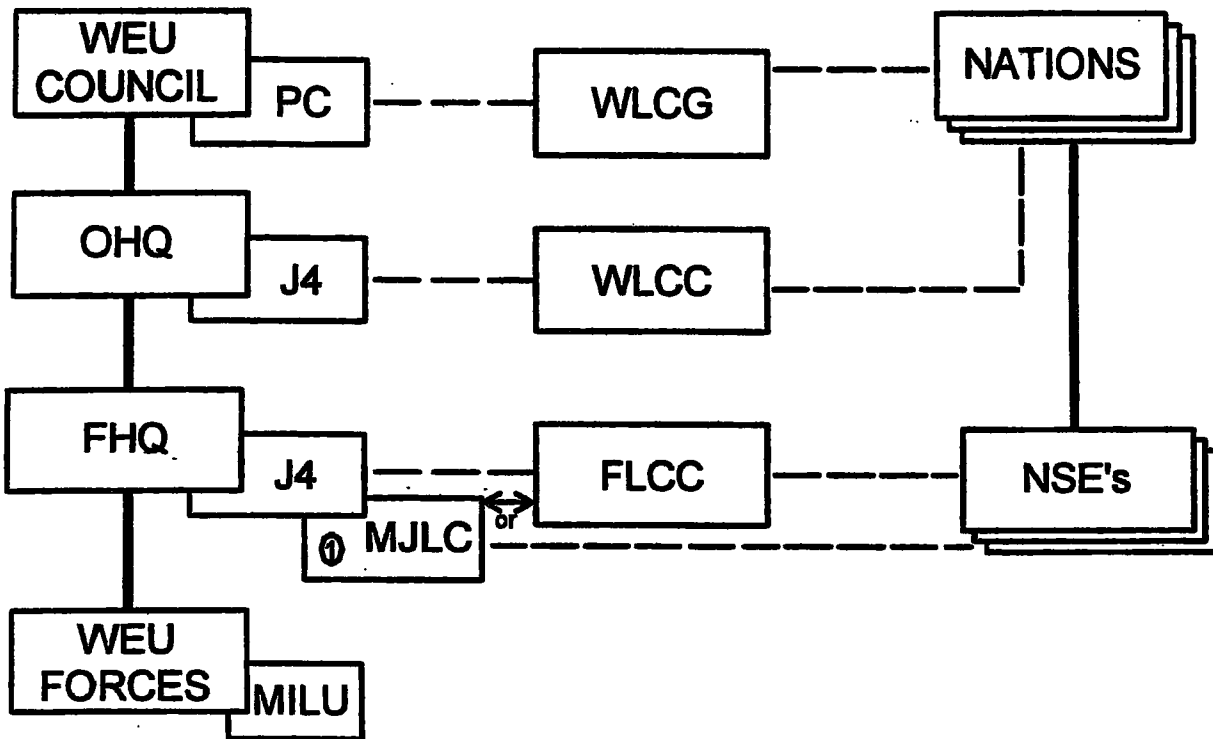 WEU
COUNCIL
PC
WLCG
NATIONS
OHQ
J4
WLCC
FHQ
J4
FLCC
NSE's
or
① MJLC
WEU
FORCES
MILU